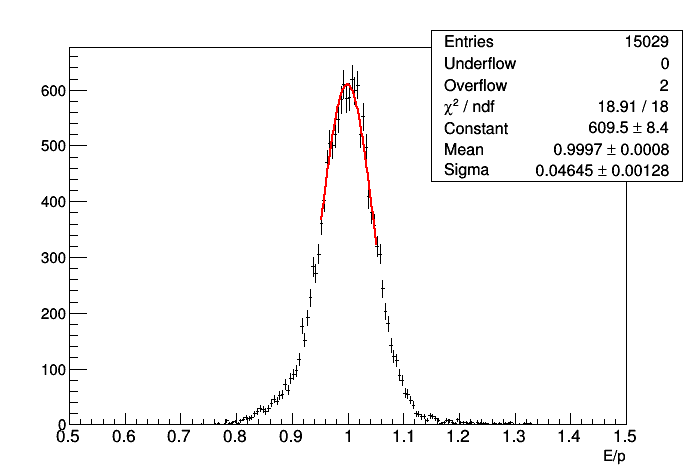 Entries 15029
Underflow 0
Overflow 2
χ² / ndf 18.91 / 18
Constant 609.5 ± 8.4
Mean 0.9997 ± 0.0008
Sigma 0.04645 ± 0.00128
600
500
400
300
200
100
0
0.5 0.6 0.7 0.8 0.9 1 1.1 1.2 1.3 1.4 1.5
E/p